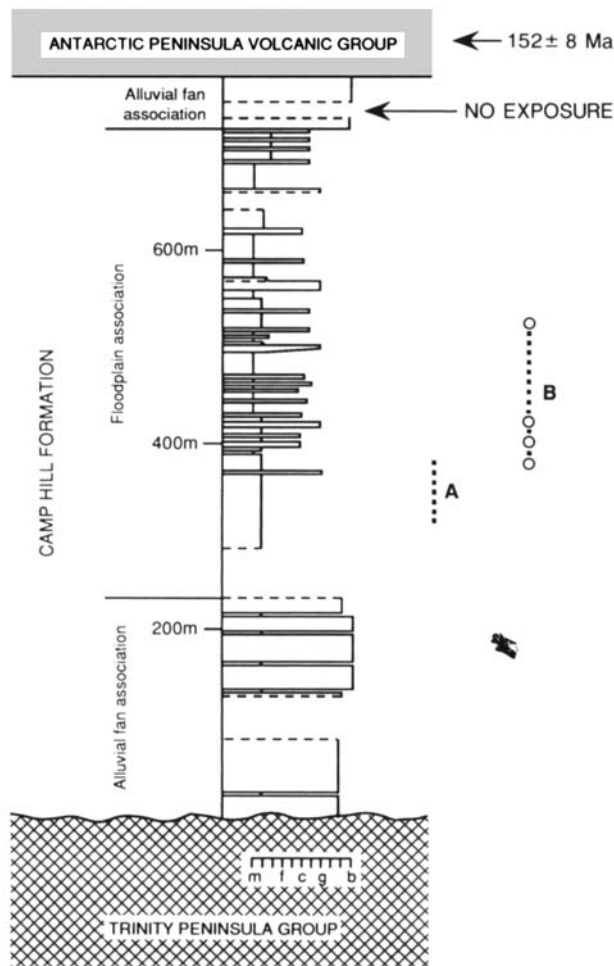 ANTARCTIC PENINSULA VOLCANIC GROUP
152± 8 Ma
Alluvial fan
association
NO EXPOSURE
600m
Floodplain association
CAMP HILL FORMATION
B
400m
A
200m
Alluvial fan association
m f c g b
TRINITY PENINSULA GROUP